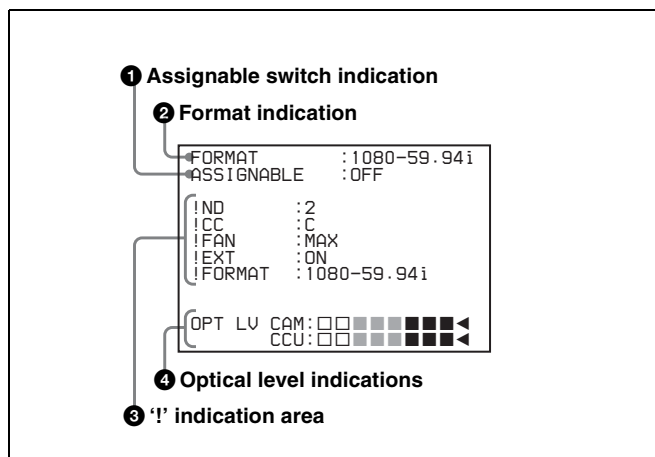 ❶ Assignable switch indication
❷ Format indication
FORMAT :1080-59.94i
ASSIGNABLE :OFF
!ND :2
!CC :C
!FAN :MAX
!EXT :ON
!FORMAT :1080-59.94i
OPT LV CAM:□□■■■■■■◀
CCU:□□■■■■■■◀
❹ Optical level indications
❸ ‘!’ indication area